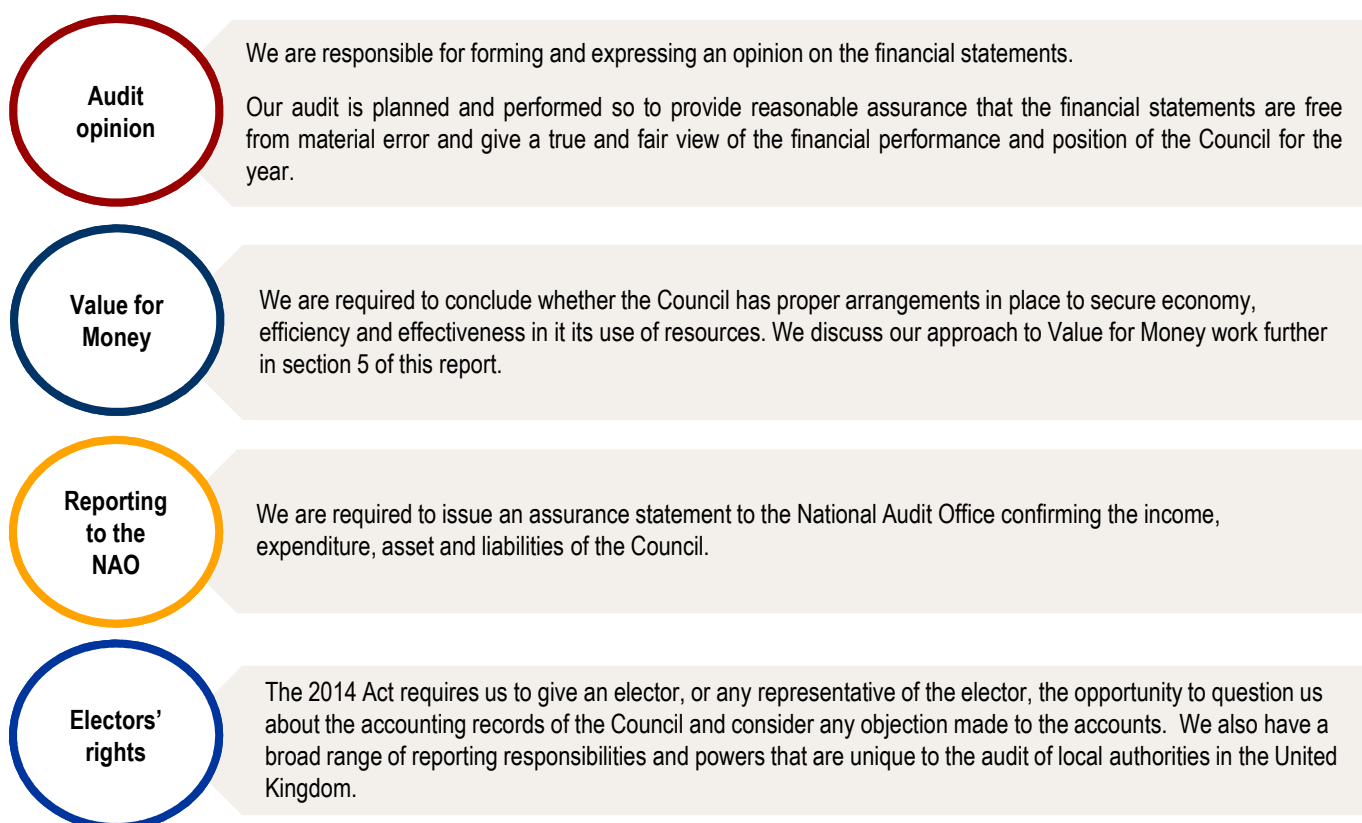 Audit
opinion
We are responsible for forming and expressing an opinion on the financial statements.
Our audit is planned and performed so to provide reasonable assurance that the financial statements are free
from material error and give a true and fair view of the financial performance and position of the Council for the
year.
Value for
Money
We are required to conclude whether the Council has proper arrangements in place to secure economy,
efficiency and effectiveness in it its use of resources. We discuss our approach to Value for Money work further
in section 5 of this report.
Reporting
to the
NAO
We are required to issue an assurance statement to the National Audit Office confirming the income,
expenditure, asset and liabilities of the Council.
Electors’
rights
The 2014 Act requires us to give an elector, or any representative of the elector, the opportunity to question us
about the accounting records of the Council and consider any objection made to the accounts.  We also have a
broad range of reporting responsibilities and powers that are unique to the audit of local authorities in the United
Kingdom.